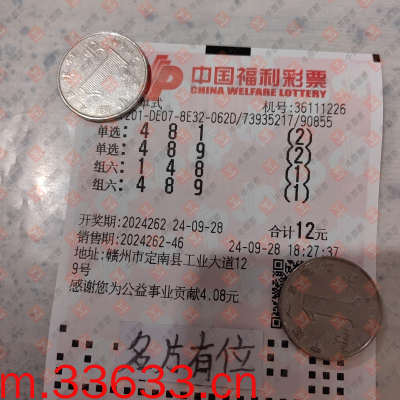 中国福利彩票
CHINA WELFARE LOTTERY
单式 机号:36111226
201-DE07-8E32-062D/73935217/90855
单选: 4 8 1 (2)
单选: 4 8 9 (2)
组六: 1 4 8 (1)
组六: 4 8 9 (1)
开奖期:2024262 24-09-28 合计12元
销售期:2024262-46 24-09-28 18:27:37
地址:赣州市定南县工业大道12
9号
感谢您为公益事业贡献4.08元
名片有位
m.33633.cn